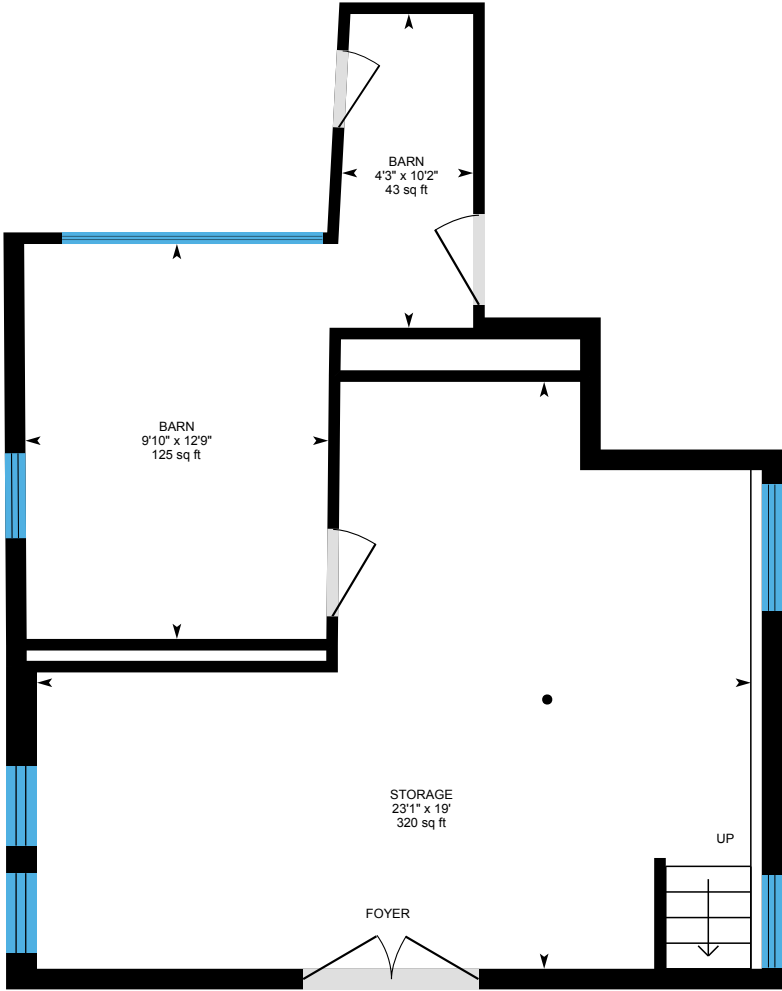 BARN
4'3" x 10'2"
43 sq ft
BARN
9'10" x 12'9"
125 sq ft
STORAGE
23'1" x 19'
320 sq ft
UP
FOYER